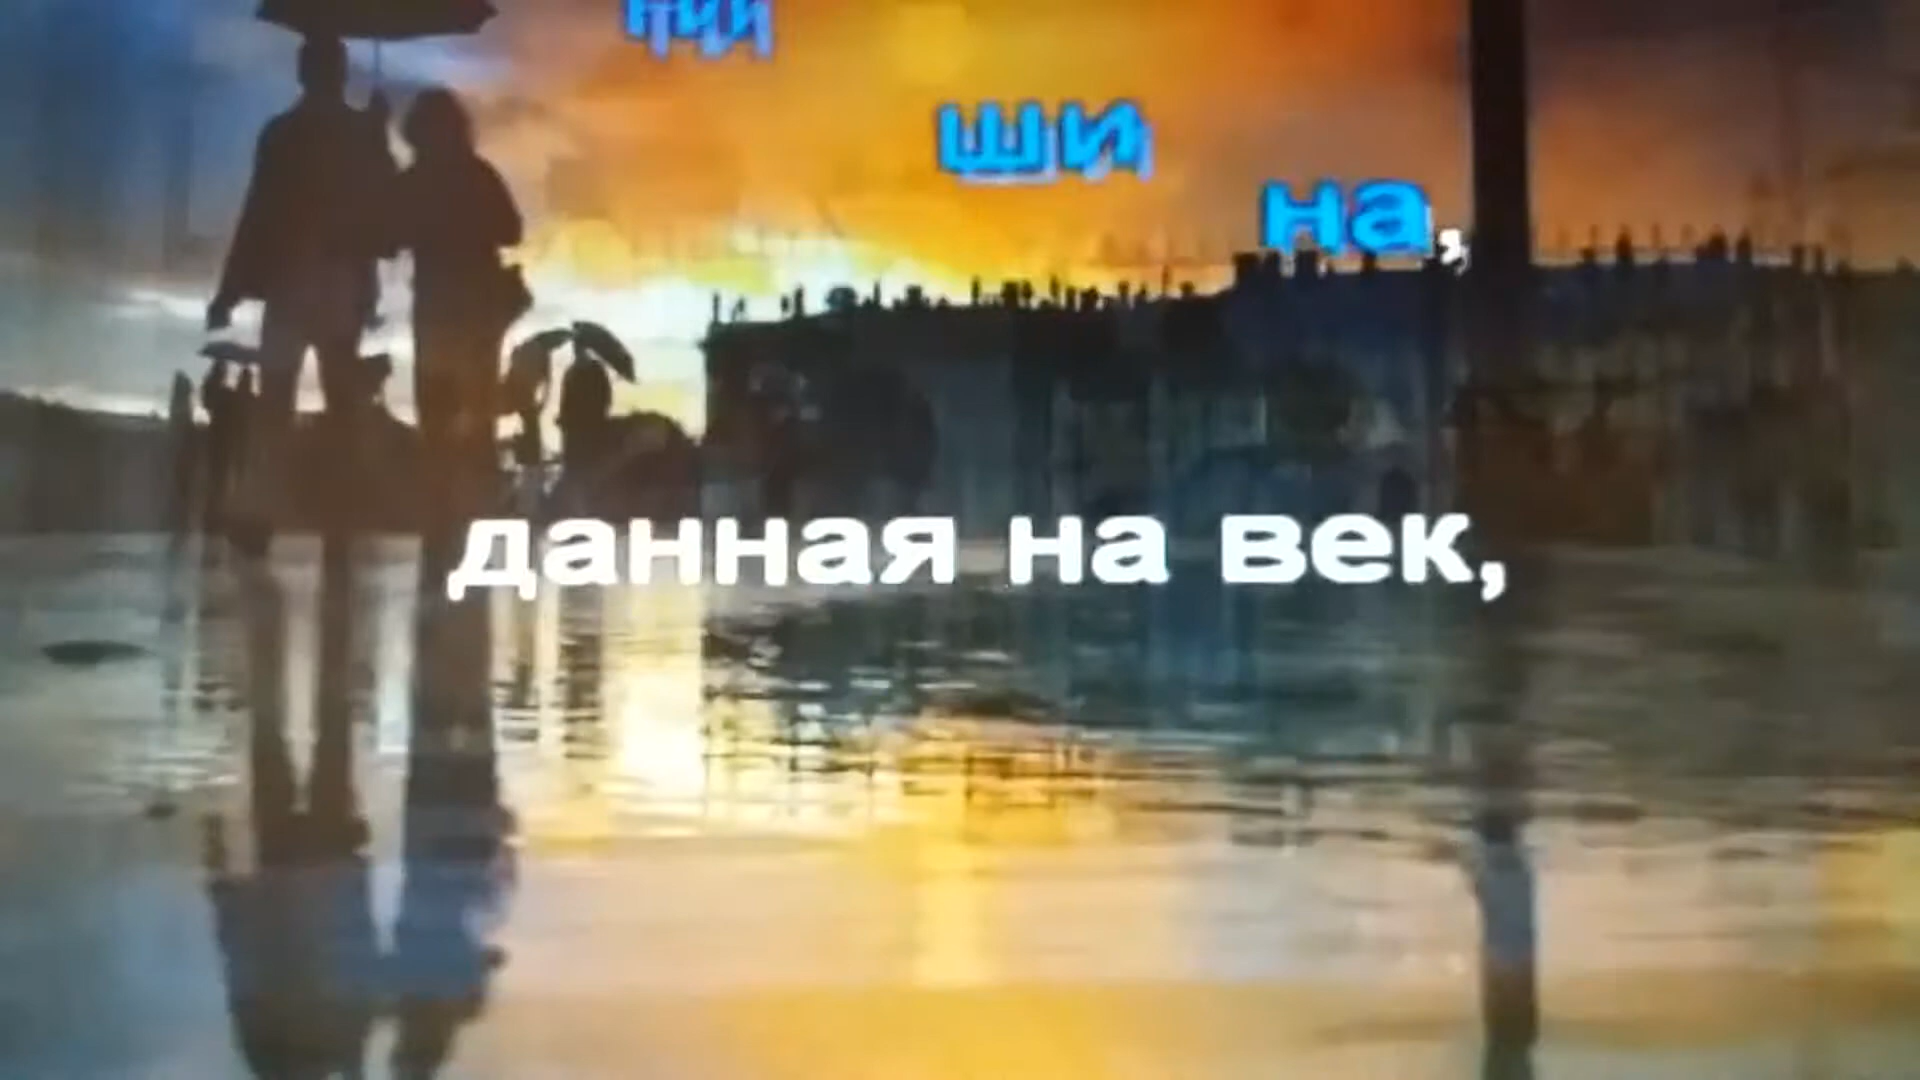 ши
на,
данная на век,